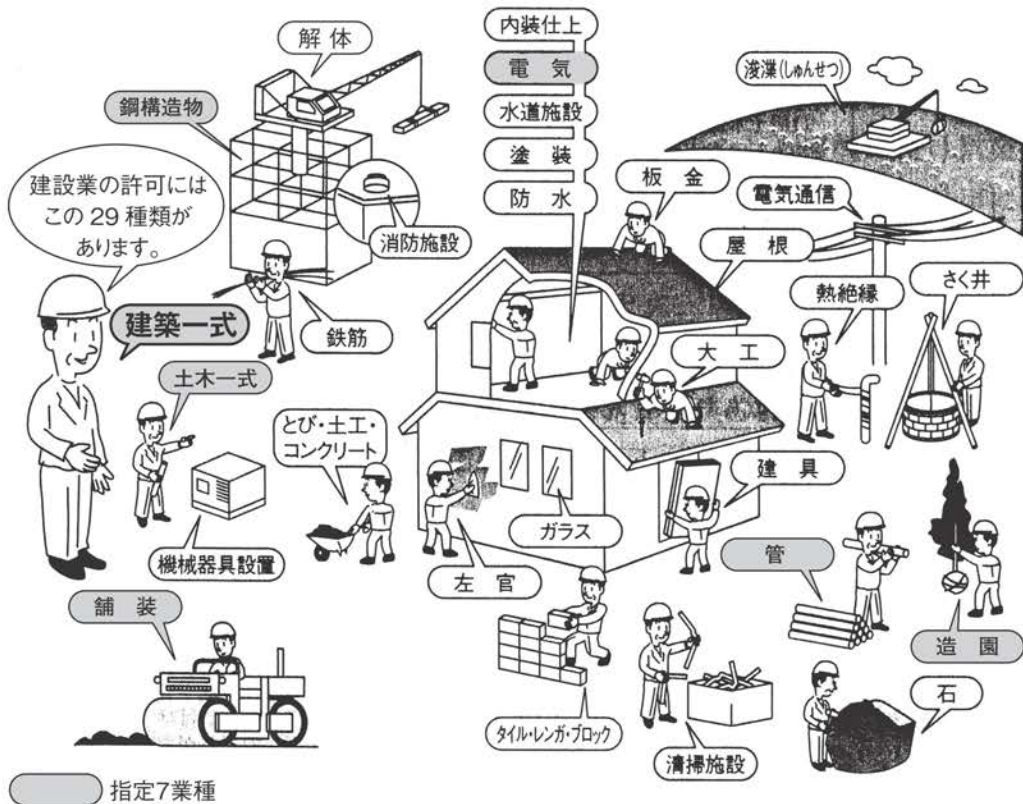 解体
鋼構造物
建設業の許可には
この29種類が
あります。
消防施設
鉄筋
建築一式
土木一式
機械器具設置
とび・土工・
コンクリート
舗装
内装仕上
電気
水道施設
塗装
防水
板金
屋根
大工
建具
ガラス
左官
タイル・レンガ・ブロック
清掃施設
浚渫(しゅんせつ)
電気通信
熱絶縁
さく井
管
造園
石
指定7業種